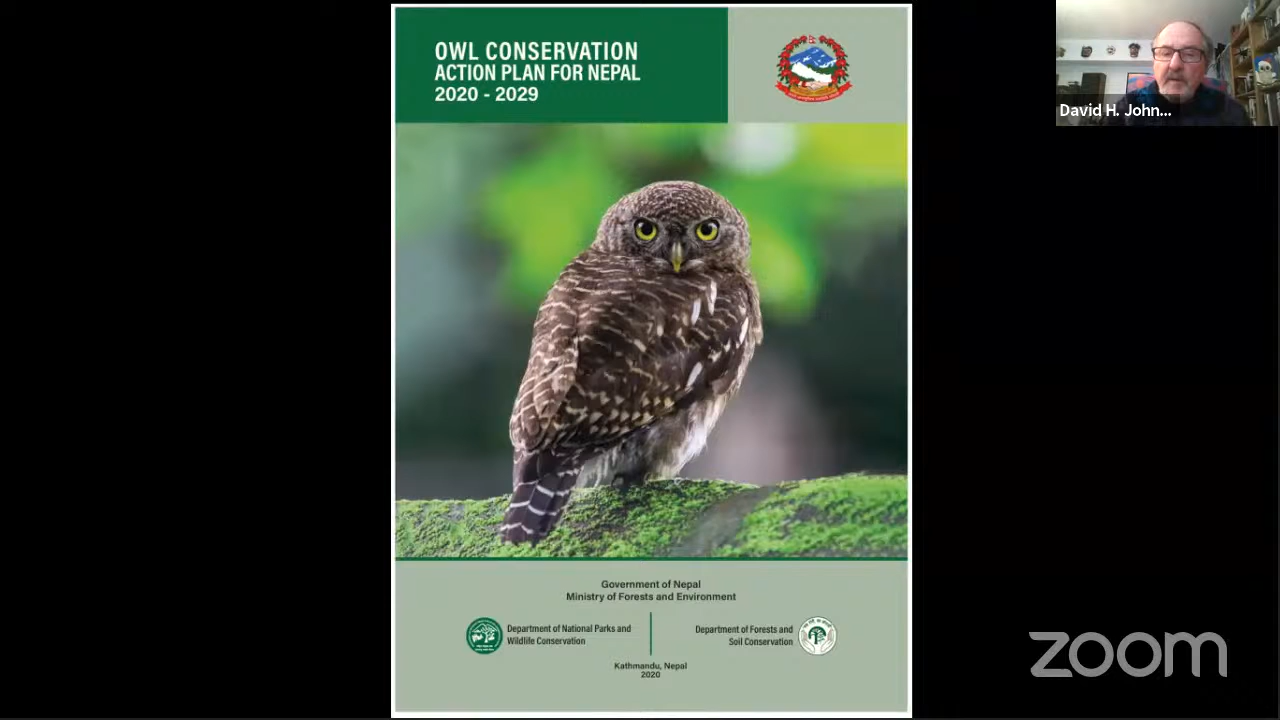 OWL CONSERVATION
ACTION PLAN FOR NEPAL
2020 - 2029
David H. John...
Government of Nepal
Ministry of Forests and Environment
Department of National Parks and
Wildlife Conservation
Department of Forests and
Soil Conservation
Kathmandu, Nepal
2020
zoom